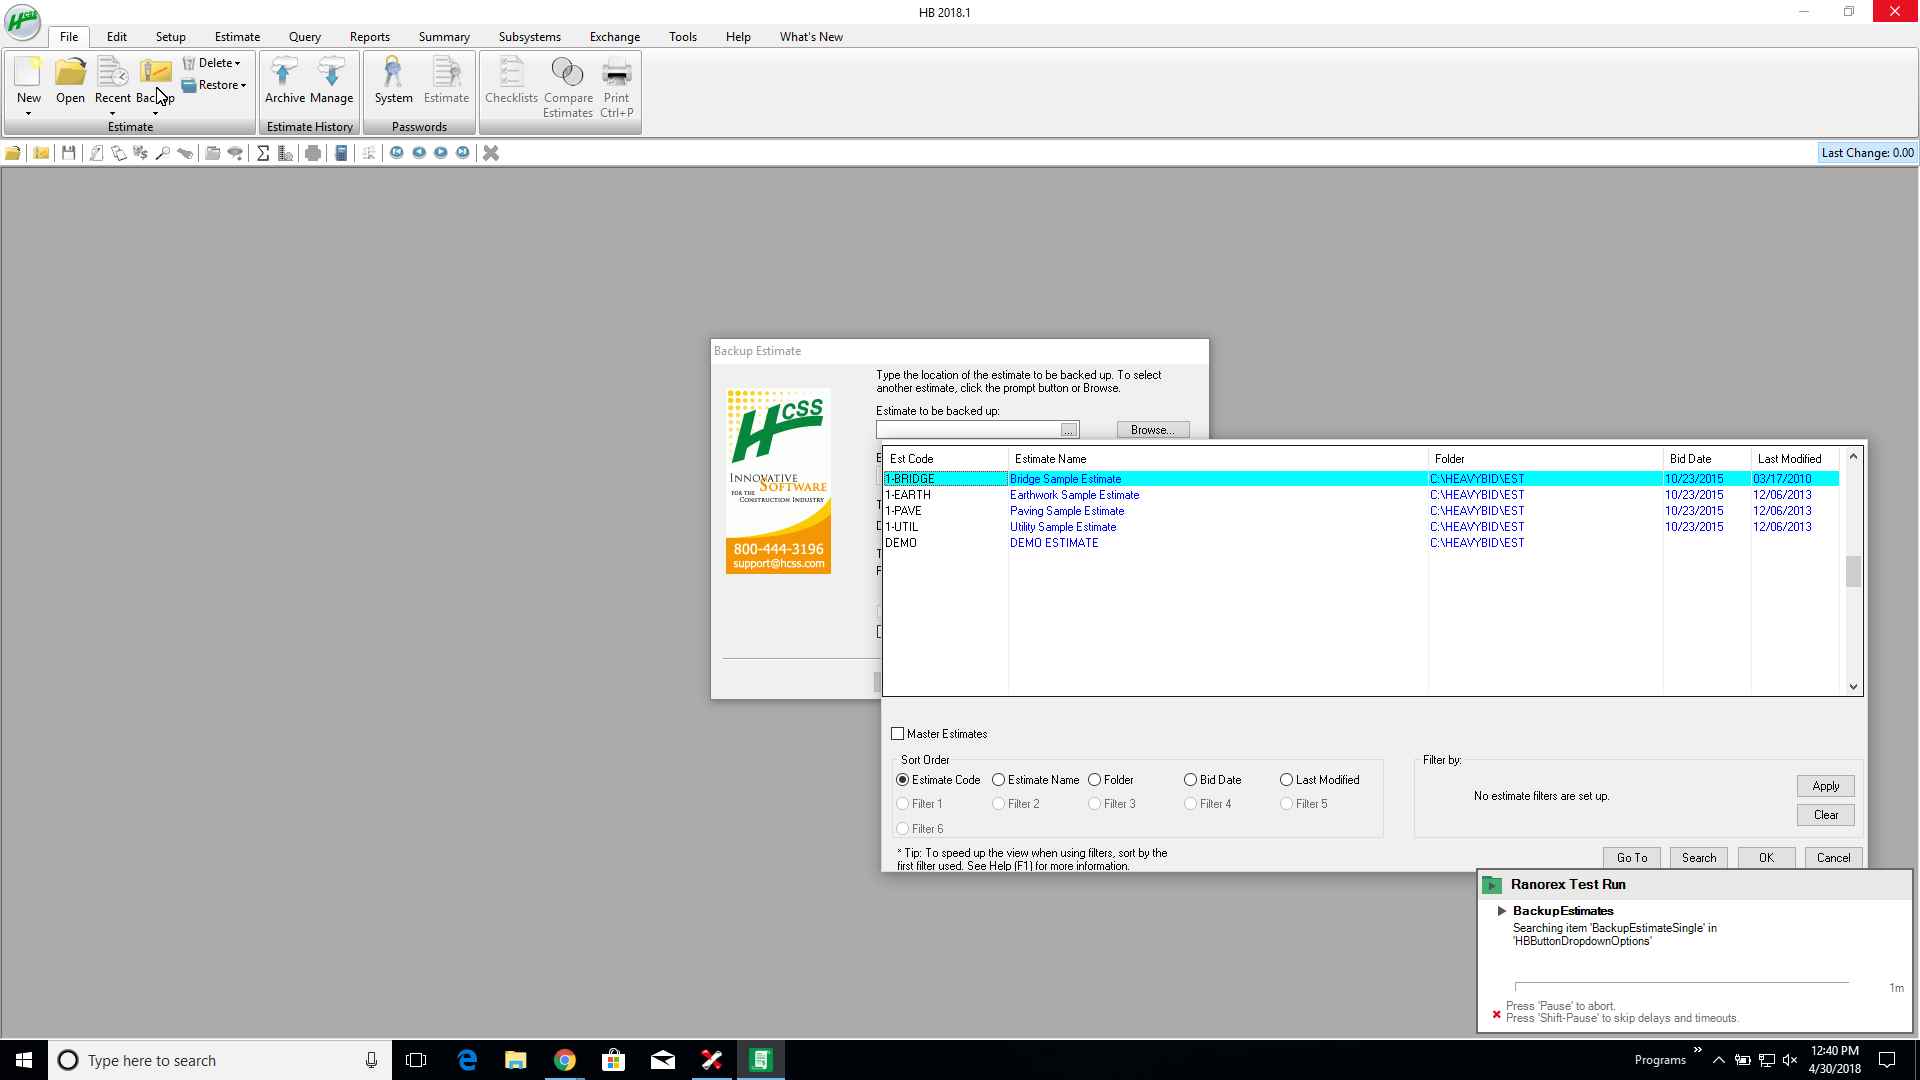 HB 2018.1
File Edit Setup Estimate Query Reports Summary Subsystems Exchange Tools Help What's New
New Open Recent Backup Delete Restore
Archive Manage
System Estimate
Checklists Compare Estimates Print Ctrl+P
Estimate
Estimate History
Passwords
Last Change: 0.00
Backup Estimate
Type the location of the estimate to be backed up. To select
another estimate, click the prompt button or Browse.
Estimate to be backed up:
...
Browse...
HCSS
INNOVATIVE
SOFTWARE
FOR THE
CONSTRUCTION INDUSTRY
800-444-3196
support@hcss.com
Est Code Estimate Name Folder Bid Date Last Modified
1-BRIDGE Bridge Sample Estimate C:\HEAVYBID\EST 10/23/2015 03/17/2010
1-EARTH Earthwork Sample Estimate C:\HEAVYBID\EST 10/23/2015 12/06/2013
1-PAVE Paving Sample Estimate C:\HEAVYBID\EST 10/23/2015 12/06/2013
1-UTIL Utility Sample Estimate C:\HEAVYBID\EST 10/23/2015 12/06/2013
DEMO DEMO ESTIMATE C:\HEAVYBID\EST
Master Estimates
Sort Order
Estimate Code Estimate Name Folder Bid Date Last Modified
Filter 1 Filter 2 Filter 3 Filter 4 Filter 5
Filter 6
Filter by:
No estimate filters are set up.
Apply
Clear
* Tip: To speed up the view when using filters, sort by the
first filter used. See Help (F1) for more information.
Go To Search OK Cancel
Ranorex Test Run
BackupEstimates
Searching item 'BackupEstimateSingle' in
'HBButtonDropdownOptions'
1m
Press 'Pause' to abort.
Press 'Shift-Pause' to skip delays and timeouts.
Type here to search
Programs
12:40 PM
4/30/2018